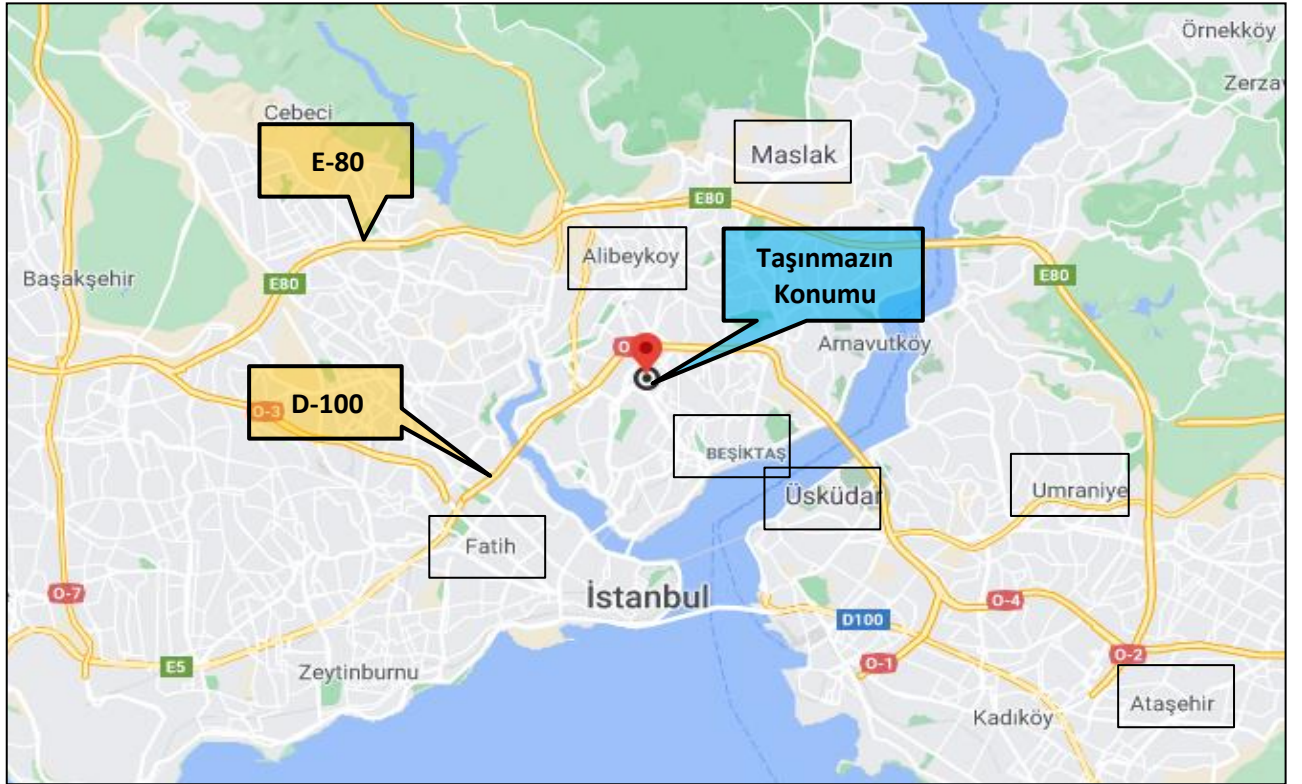 Örnekköy
Zerza
Cebeci
E-80
Maslak
E80
Alibeykoy
Taşınmazın
Konumu
Başakşehir
E80
E80
O
Arnavutköy
D-100
O-3
BEŞİKTAŞ
Üsküdar
Umraniye
Fatih
İstanbul
O-7
O-4
D100
E5
Zeytinburnu
O-1
O-2
Kadıköy
Ataşehir